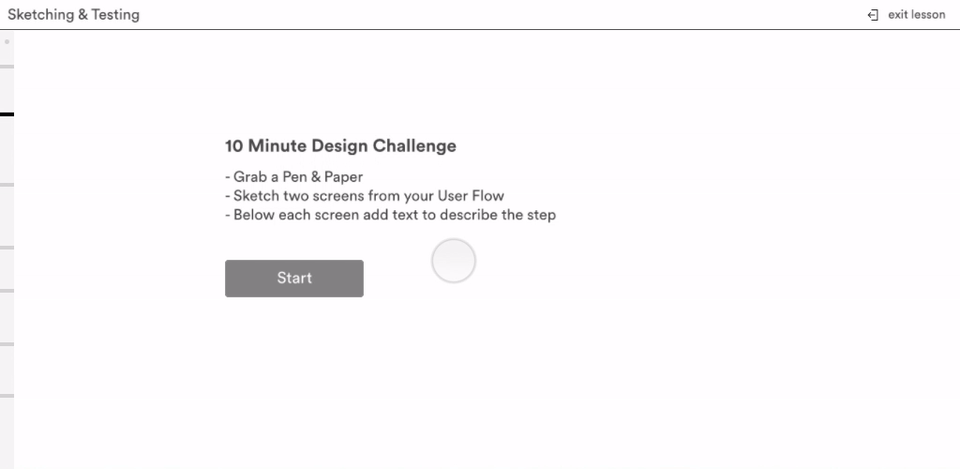 Sketching & Testing
exit lesson
10 Minute Design Challenge
- Grab a Pen & Paper
- Sketch two screens from your User Flow
- Below each screen add text to describe the step
Start